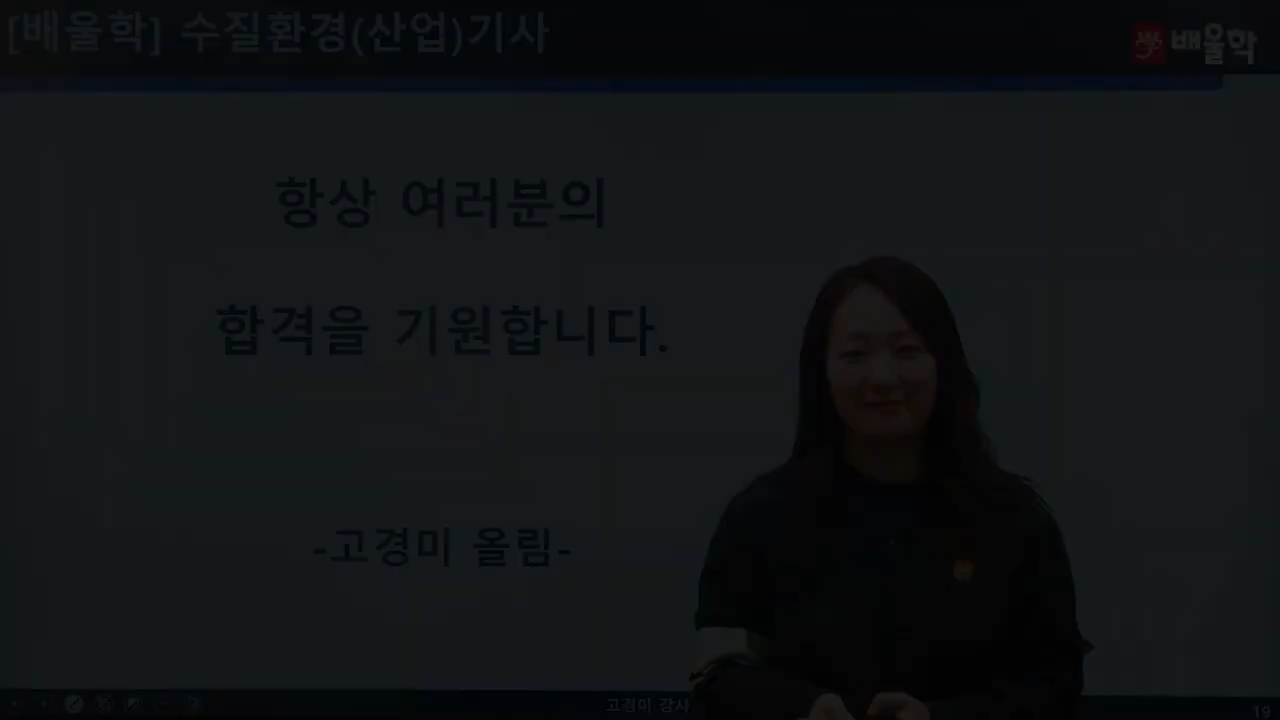 [배울학] 수질환경(산업)기사
學 배울학
항상 여러분의
합격을 기원합니다.
-고경미 올림-
고경미 강사
19